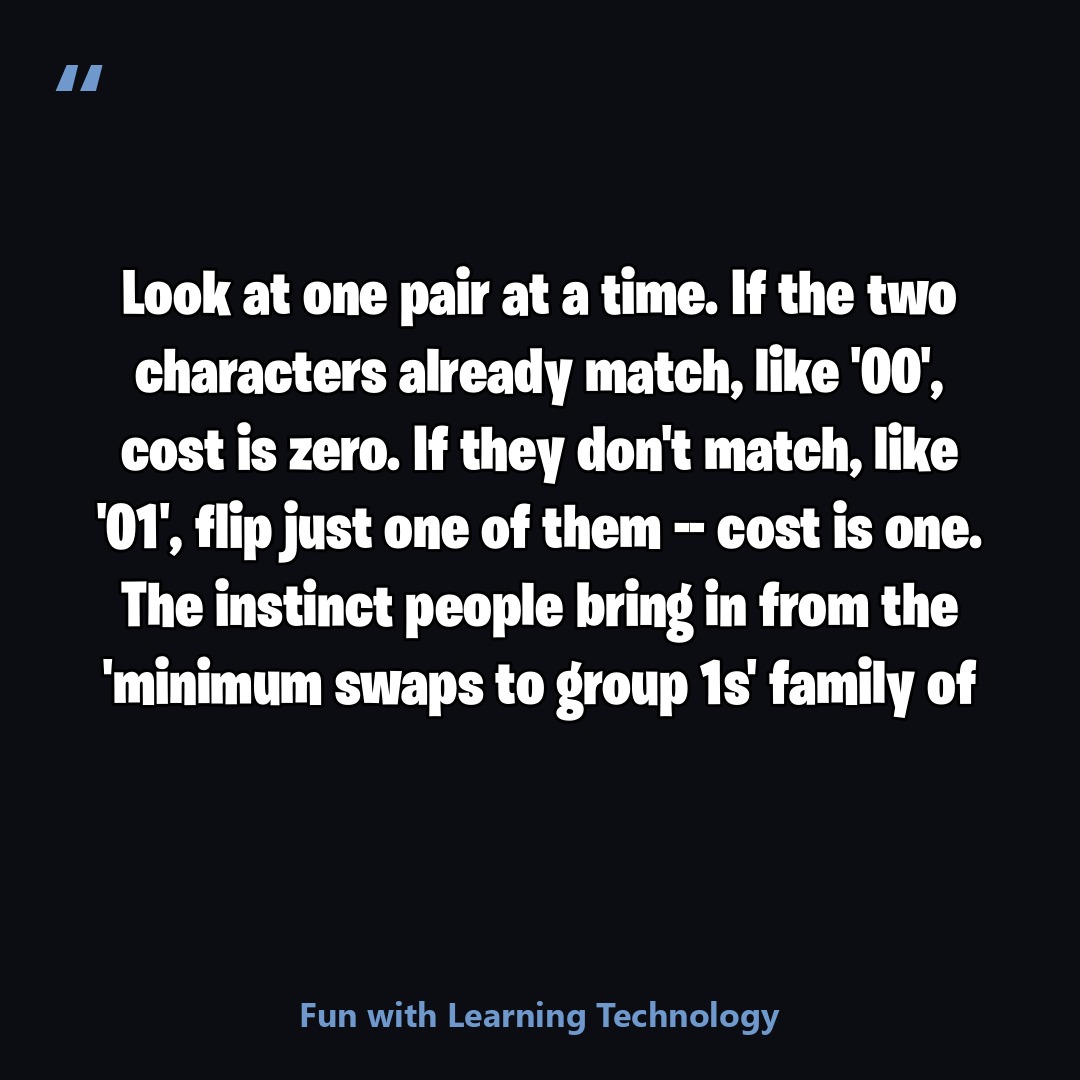 "
Look at one pair at a time. If the two
characters already match, like '00',
cost is zero. If they don't match, like
'01', flip just one of them -- cost is one.
The instinct people bring in from the
'minimum swaps to group 1s' family of
Fun with Learning Technology